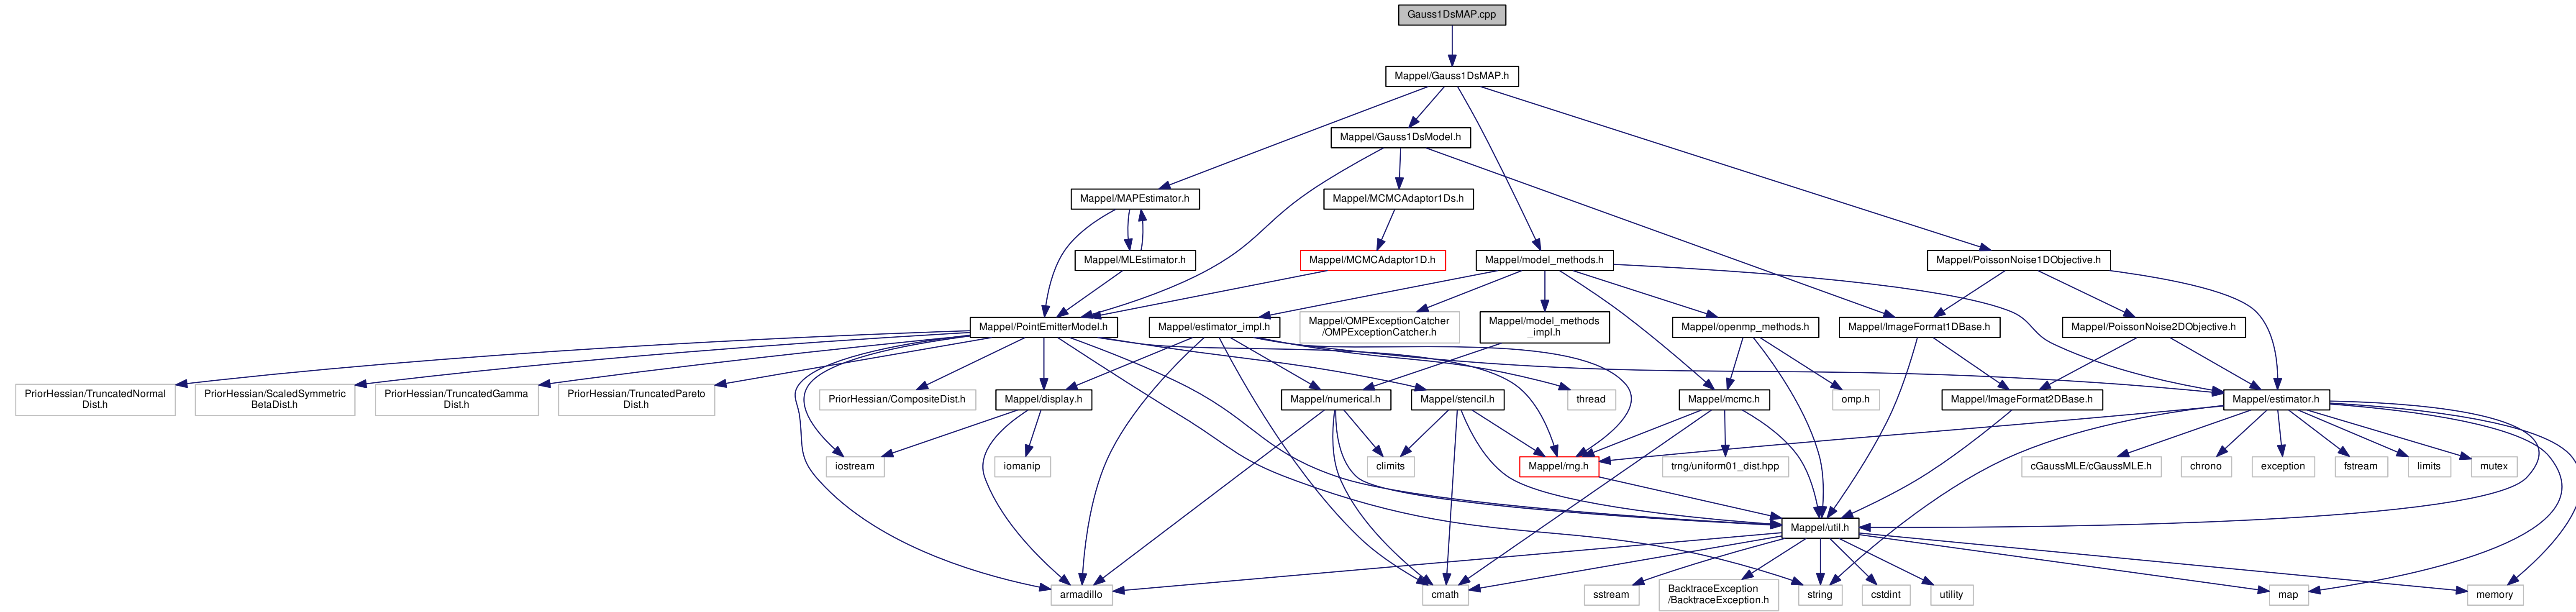 Gauss1DsMAP.cpp
Mappel/Gauss1DsMAP.h
Mappel/Gauss1DsModel.h
Mappel/MAPEstimator.h
Mappel/MCMCAdaptor1Ds.h
Mappel/MLEstimator.h
Mappel/MCMCAdaptor1D.h
Mappel/model_methods.h
Mappel/PoissonNoise1DObjective.h
Mappel/PointEmitterModel.h
Mappel/estimator_impl.h
Mappel/OMPExceptionCatcher
/OMPExceptionCatcher.h
Mappel/model_methods
_impl.h
Mappel/openmp_methods.h
Mappel/ImageFormat1DBase.h
Mappel/PoissonNoise2DObjective.h
PriorHessian/TruncatedNormal
Dist.h
PriorHessian/ScaledSymmetric
BetaDist.h
PriorHessian/TruncatedGamma
Dist.h
PriorHessian/TruncatedPareto
Dist.h
PriorHessian/CompositeDist.h
Mappel/display.h
thread
Mappel/numerical.h
Mappel/stencil.h
Mappel/mcmc.h
omp.h
Mappel/ImageFormat2DBase.h
Mappel/estimator.h
iostream
iomanip
climits
Mappel/rng.h
trng/uniform01_dist.hpp
cGaussMLE/cGaussMLE.h
chrono
exception
fstream
limits
mutex
Mappel/util.h
armadillo
cmath
sstream
BacktraceException
/BacktraceException.h
string
cstdint
utility
map
memory